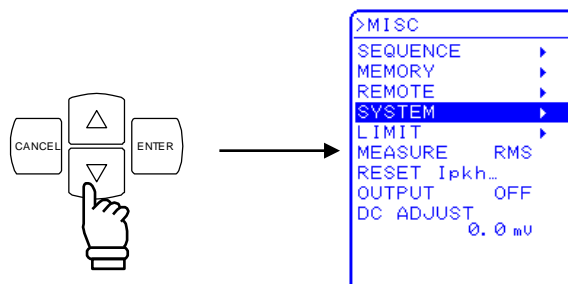 CANCEL
ENTER
>MISC
SEQUENCE
MEMORY
REMOTE
SYSTEM
LIMIT
MEASURE RMS
RESET Ipkh…
OUTPUT OFF
DC ADJUST
0.0 mV